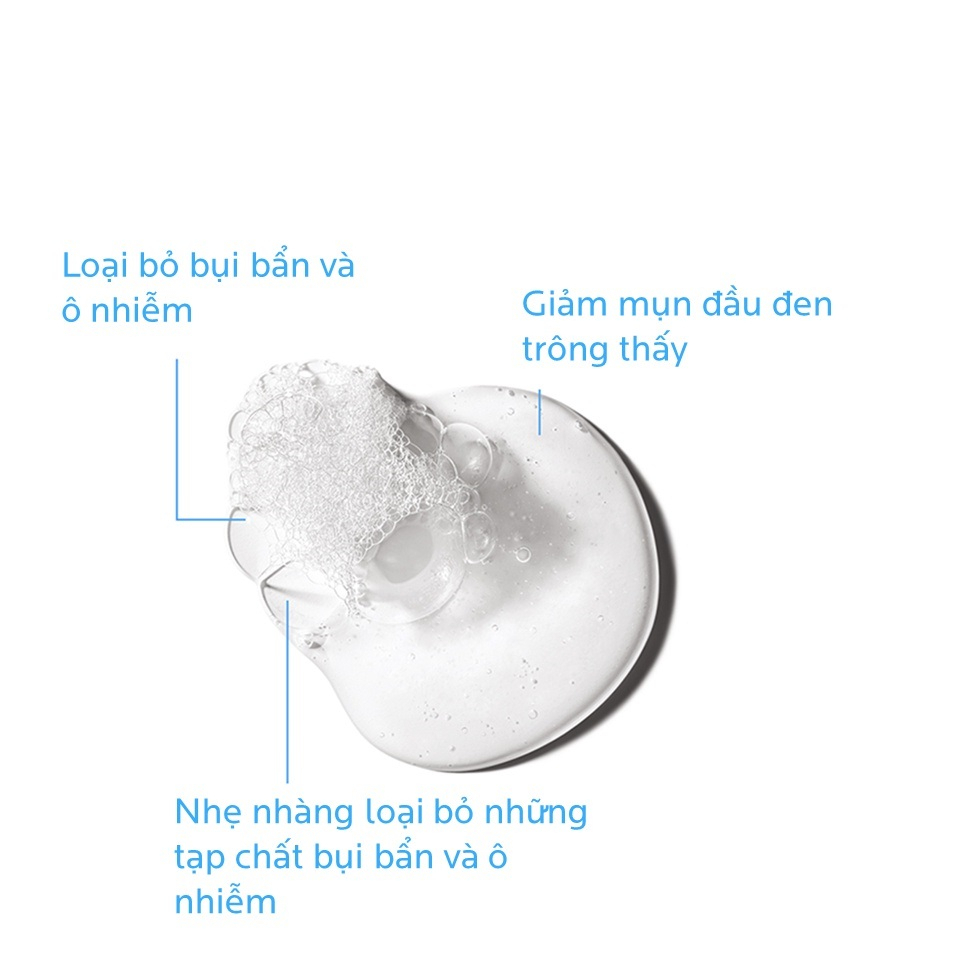 Loại bỏ bụi bẩn và
ô nhiễm
Giảm mụn đầu đen
trông thấy
Nhẹ nhàng loại bỏ những
tạp chất bụi bẩn và ô
nhiễm